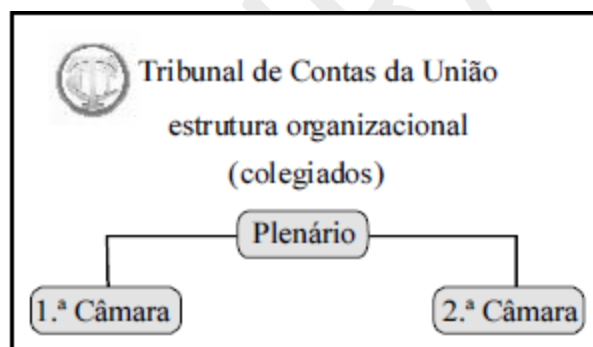 Tribunal de Contas da União
estrutura organizacional
(colegiados)
Plenário
1.ª Câmara
2.ª Câmara